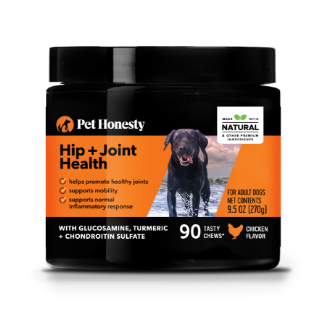 Pet Honesty
MADE WITH
NATURAL
& OTHER PREMIUM
INGREDIENTS
Hip + Joint
Health
helps promote healthy joints
supports mobility
supports normal
inflammatory response
FOR ADULT DOGS
NET CONTENTS
9.5 OZ (270g)
WITH GLUCOSAMINE, TURMERIC
+ CHONDROITIN SULFATE
90 TASTY
CHEWS*
CHICKEN
FLAVOR